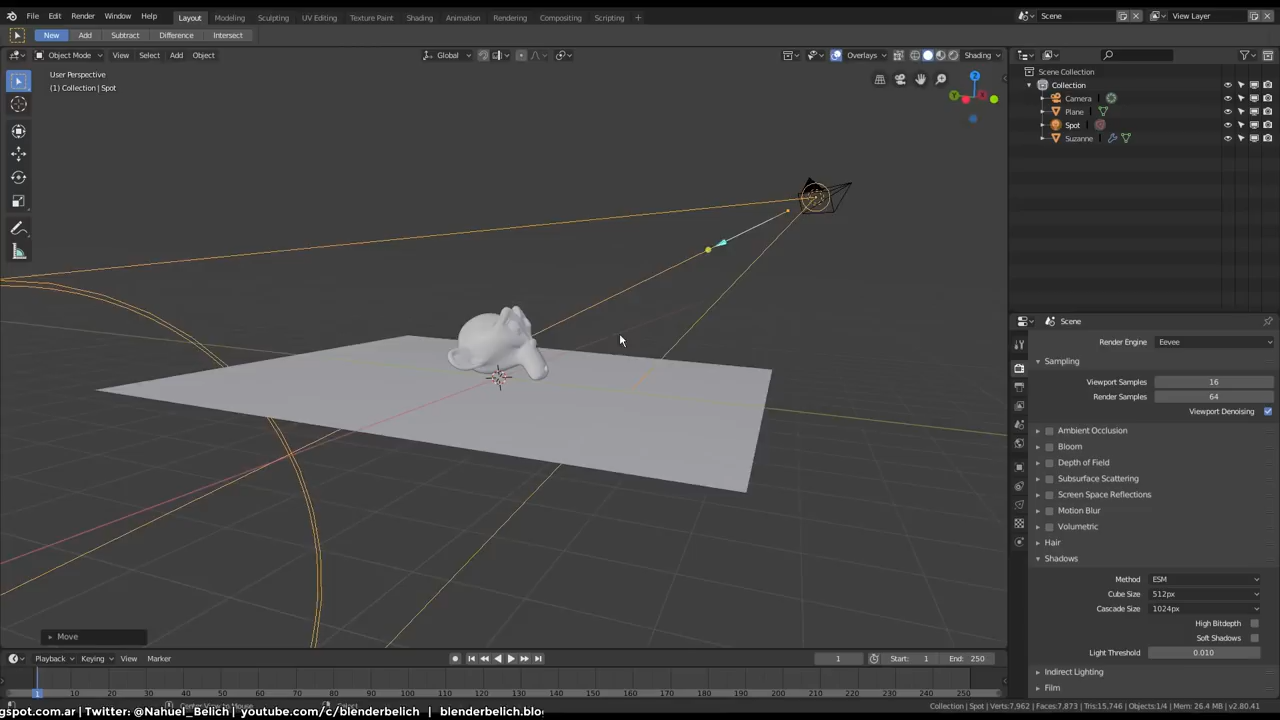 File Edit Render Window Help Layout Modeling Sculpting UV Editing Texture Paint Shading Animation Rendering Compositing Scripting + Scene View Layer
New Add Subtract Difference Intersect
Object Mode View Select Add Object Global Overlays Shading
User Perspective
(1) Collection | Spot
Z
Y
X
Scene Collection
Collection
Camera
Plane
Spot
Suzanne
Scene
Render Engine Eevee
Sampling
Viewport Samples 16
Render Samples 64
Viewport Denoising
Ambient Occlusion
Bloom
Depth of Field
Subsurface Scattering
Screen Space Reflections
Motion Blur
Volumetric
Hair
Shadows
Method ESM
Cube Size 512px
Cascade Size 1024px
High Bitdepth
Soft Shadows
Light Threshold 0.010
Indirect Lighting
Film
Move
Playback Keying View Marker 1 Start: 1 End: 250
1 10 20 30 40 50 60 70 80 90 100 110 120 130 140 150 160 170 180 190 200 210 220 230 240 250
gspot.com.ar | Twitter: @Nahuel_Belich | youtube.com/c/blenderbelich | blenderbelich.blo
Collection | Spot | Verts:7,962 | Faces:7,873 | Tris:15,746 | Objects:1/4 | Mem: 26.4 MB | v2.80.41